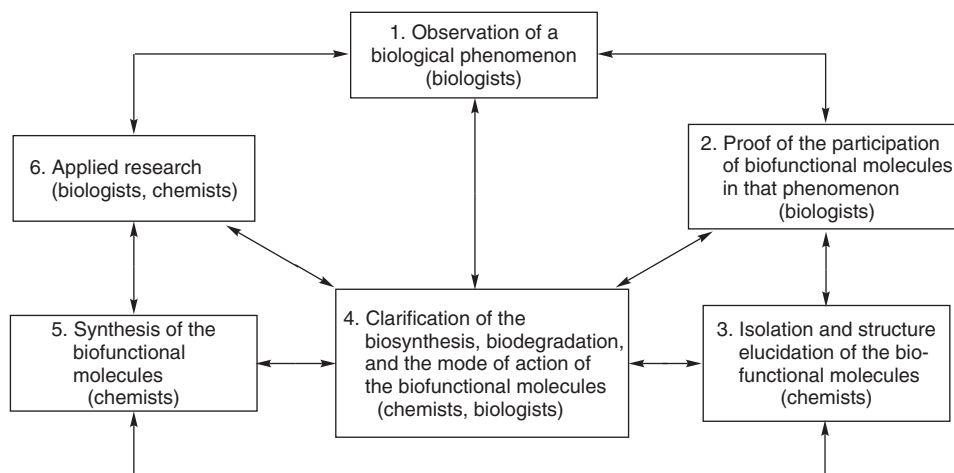 1. Observation of a
biological phenomenon
(biologists)
2. Proof of the participation
of biofunctional molecules
in that phenomenon
(biologists)
6. Applied research
(biologists, chemists)
4. Clarification of the
biosynthesis, biodegradation,
and the mode of action of
the biofunctional molecules
(chemists, biologists)
3. Isolation and structure
elucidation of the bio-
functional molecules
(chemists)
5. Synthesis of the
biofunctional
molecules
(chemists)